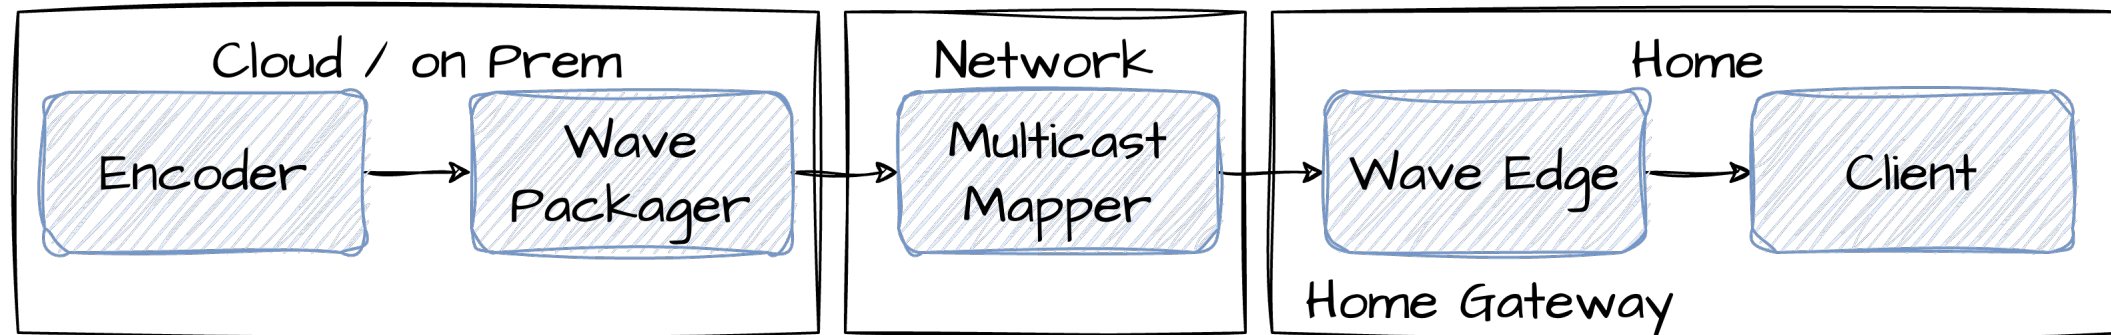 Cloud / on Prem
Encoder
Wave
Packager
Network
Multicast
Mapper
Home
Wave Edge
Client
Home Gateway